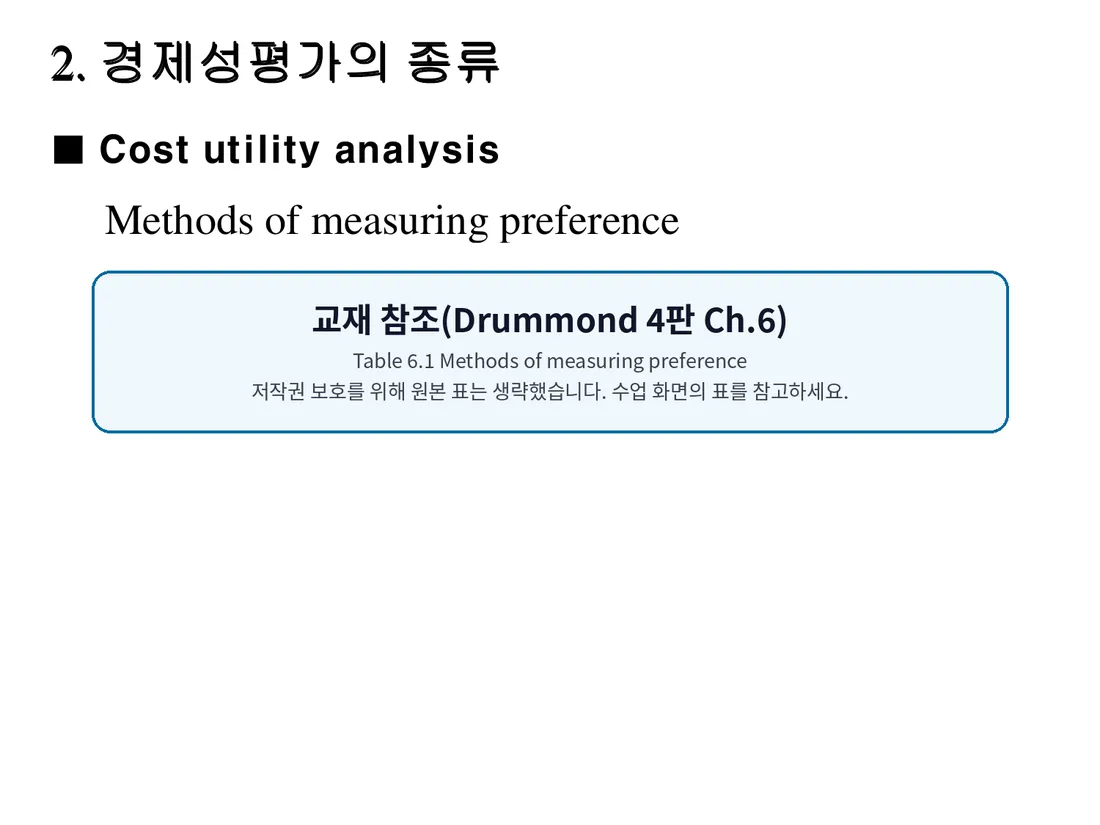 2. 경제성평가의 종류
■ Cost utility analysis
Methods of measuring preference
교재 참조(Drummond 4판 Ch.6)
Table 6.1 Methods of measuring preference
저작권 보호를 위해 원본 표는 생략했습니다. 수업 화면의 표를 참고하세요.